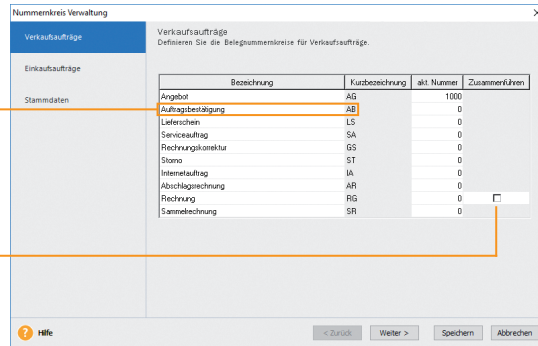 Nummernkreis Verwaltung
Verkaufsaufträge
Einkaufsaufträge
Stammdaten
Verkaufsaufträge
Definieren Sie die Belegnummernkreise für Verkaufsaufträge.
Bezeichnung Kurzbezeichnung akt. Nummer Zusammenführen
Angebot AG 1000
Auftragsbestätigung AB 0
Lieferschein LS 0
Serviceauftrag SA 0
Rechnungskorrektur GS 0
Storno ST 0
Internetauftrag IA 0
Abschlagsrechnung AR 0
Rechnung RG 0
Sammelrechnung SR 0
? Hilfe < Zurück Weiter > Speichern Abbrechen